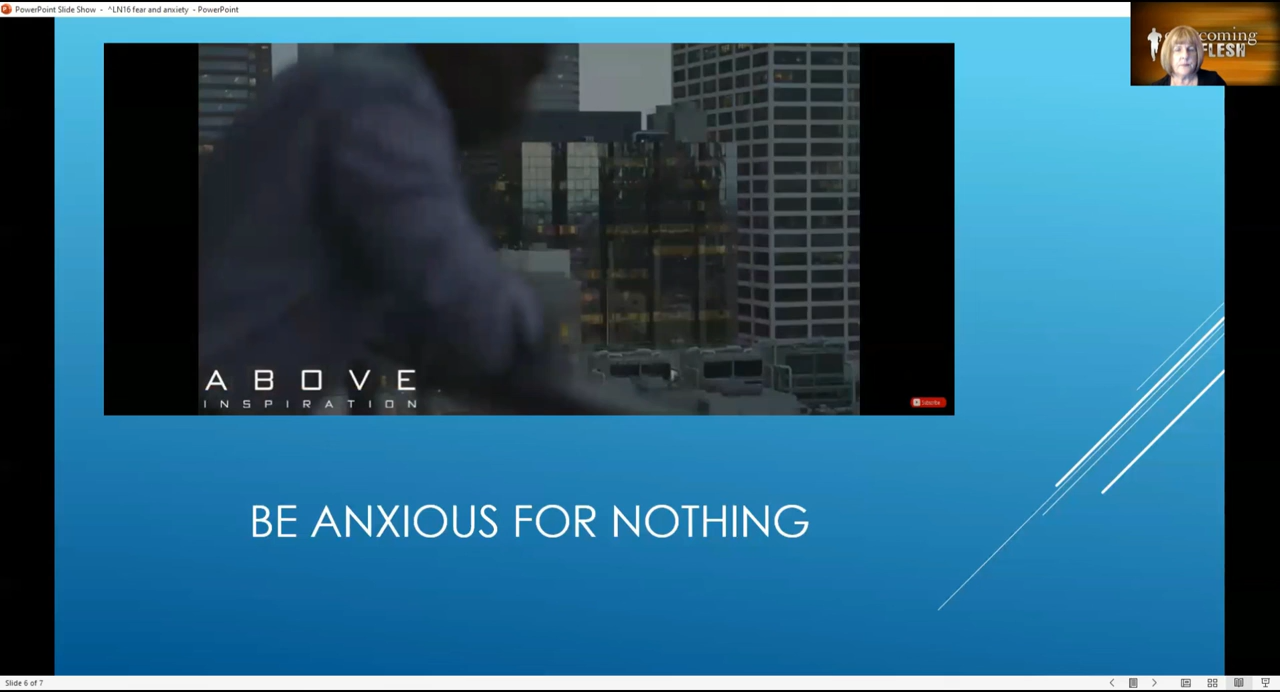 PowerPoint Slide Show - ^LN16 fear and anxiety - PowerPoint
coming
FLESH
ABOVE
INSPIRATION
BE ANXIOUS FOR NOTHING
Slide 6 of 7